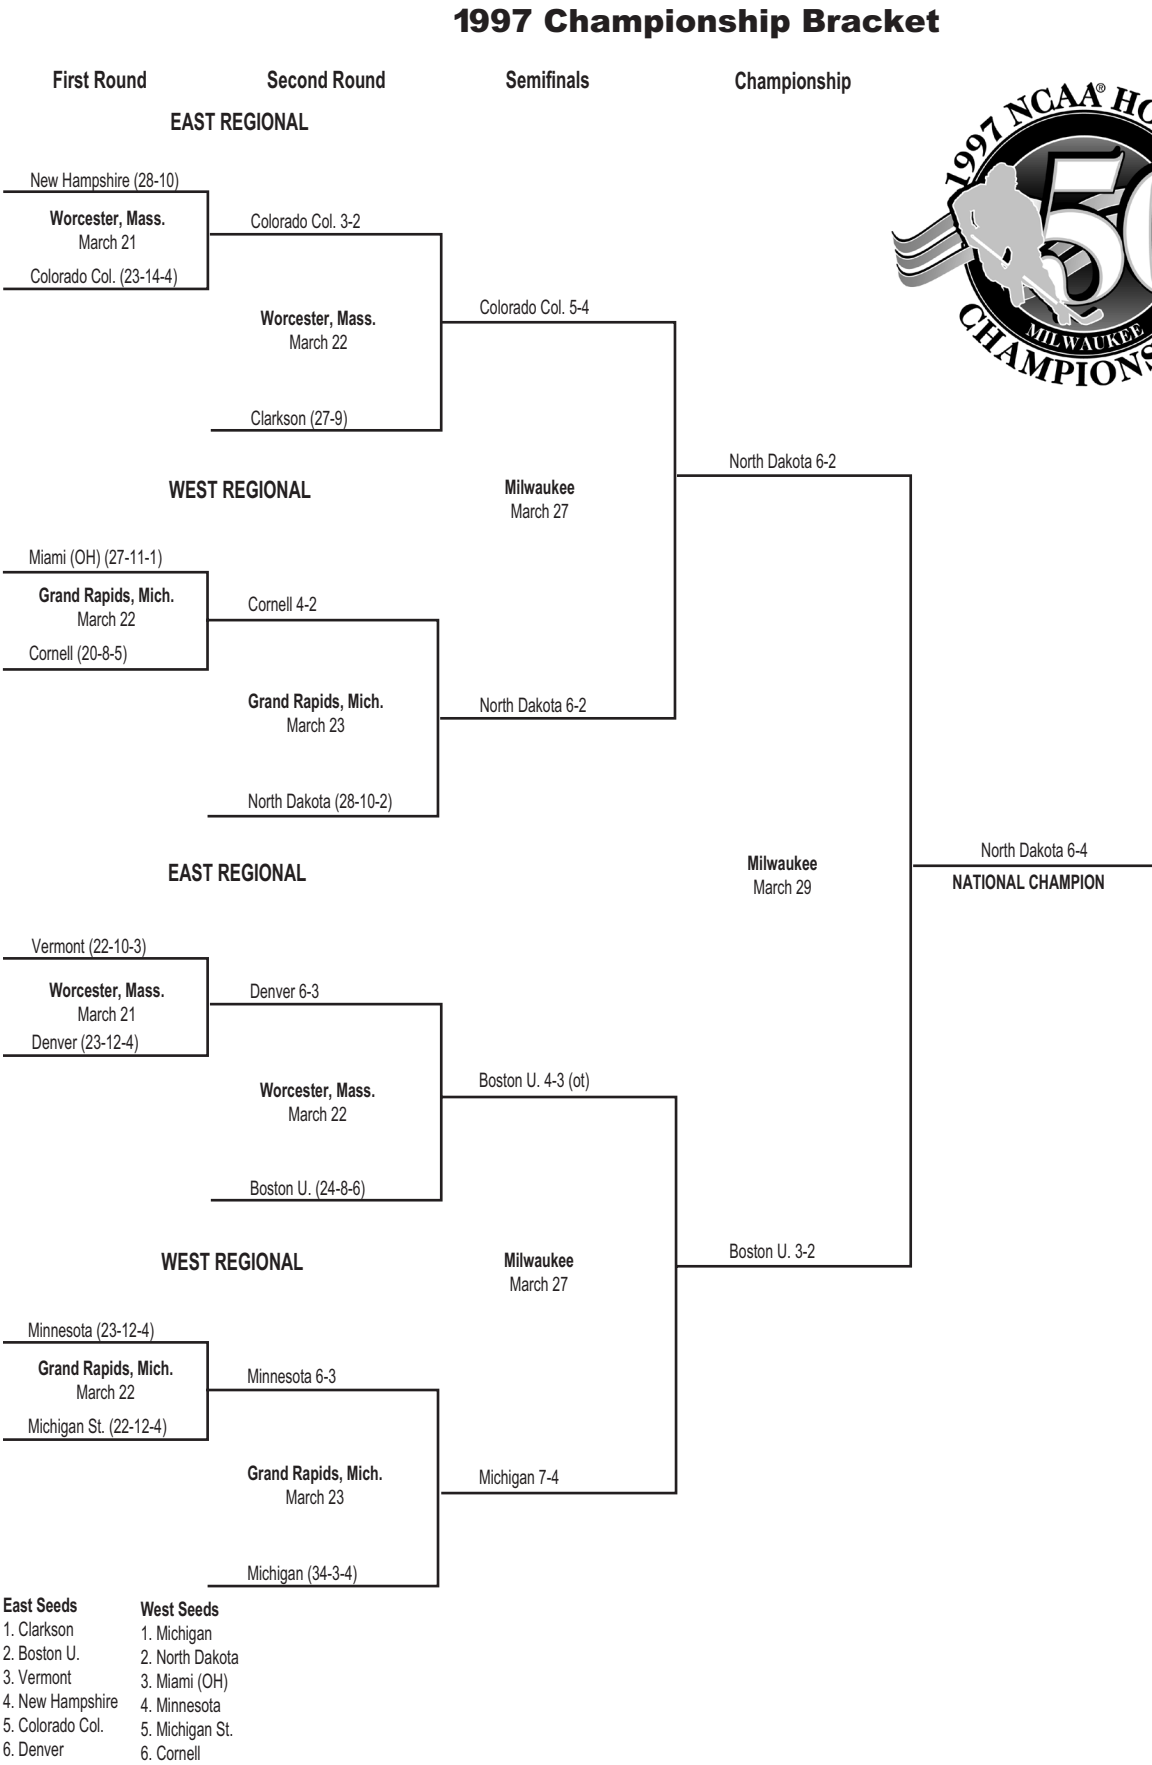 1997 Championship Bracket
First Round
Second Round
Semifinals
Championship
1997 NCAA®
50
MILWAUKEE
EAST REGIONAL
New Hampshire (28-10)
Worcester, Mass.
March 21
Colorado Col. (23-14-4)
Colorado Col. 3-2
Worcester, Mass.
March 22
Clarkson (27-9)
Colorado Col. 5-4
WEST REGIONAL
Milwaukee
March 27
North Dakota 6-2
Miami (OH) (27-11-1)
Grand Rapids, Mich.
March 22
Cornell (20-8-5)
Cornell 4-2
Grand Rapids, Mich.
March 23
North Dakota (28-10-2)
North Dakota 6-2
EAST REGIONAL
Milwaukee
March 29
North Dakota 6-4
NATIONAL CHAMPION
Vermont (22-10-3)
Worcester, Mass.
March 21
Denver (23-12-4)
Denver 6-3
Worcester, Mass.
March 22
Boston U. (24-8-6)
Boston U. 4-3 (ot)
WEST REGIONAL
Milwaukee
March 27
Boston U. 3-2
Minnesota (23-12-4)
Grand Rapids, Mich.
March 22
Michigan St. (22-12-4)
Minnesota 6-3
Grand Rapids, Mich.
March 23
Michigan (34-3-4)
Michigan 7-4
East Seeds
1. Clarkson
2. Boston U.
3. Vermont
4. New Hampshire
5. Colorado Col.
6. Denver
West Seeds
1. Michigan
2. North Dakota
3. Miami (OH)
4. Minnesota
5. Michigan St.
6. Cornell